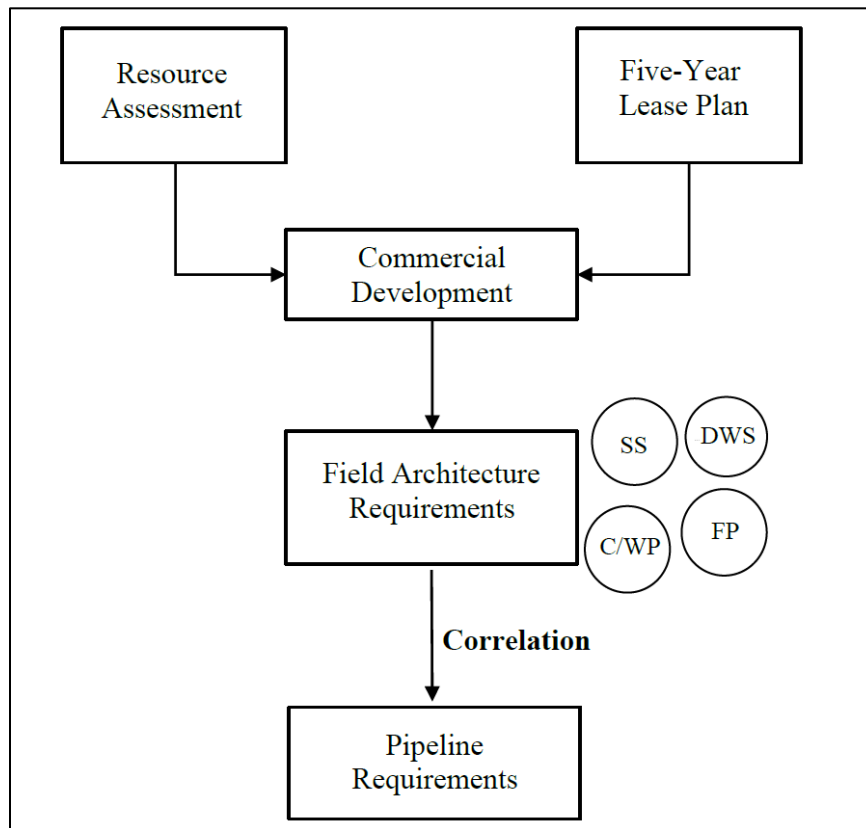 Resource
Assessment
Five-Year
Lease Plan
Commercial
Development
Field Architecture
Requirements
SS
DWS
C/WP
FP
Correlation
Pipeline
Requirements